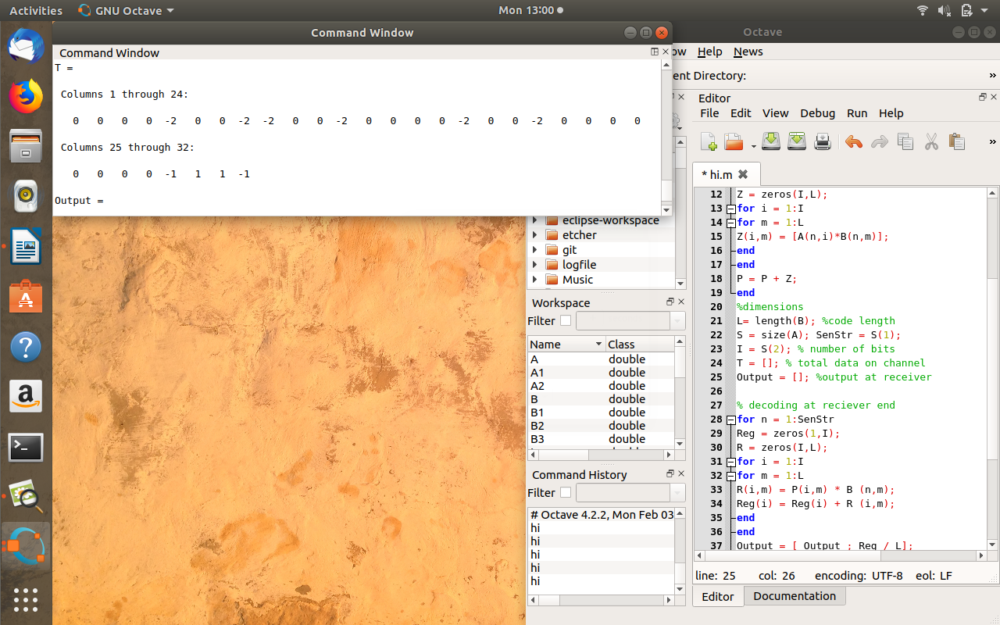 Activities GNU Octave Mon 13:00
Command Window
Command Window
T =
Columns 1 through 24:
0 0 0 0 -2 0 0 -2 -2 0 0 -2 0 0 0 0 -2 0 0 -2 0 0 0 0
Columns 25 through 32:
0 0 0 0 -1 1 1 -1
Output =
Octave
ow Help News
ent Directory:
»
eclipse-workspace
etcher
git
logfile
Music
Workspace
Filter
Name Class
A double
A1 double
A2 double
B double
B1 double
B2 double
B3 double
Command History
Filter
# Octave 4.2.2, Mon Feb 03
hi
hi
hi
hi
hi
Editor
File Edit View Debug Run Help
»
* hi.m
12 Z = zeros(I,L);
13 for i = 1:I
14 for m = 1:L
15 Z(i,m) = [A(n,i)*B(n,m)];
16 end
17 end
18 P = P + Z;
19 end
20 %dimensions
21 L= length(B); %code length
22 S = size(A); SenStr = S(1);
23 I = S(2); % number of bits
24 T = []; % total data on channel
25 Output = []; %output at receiver
26
27 % decoding at reciever end
28 for n = 1:SenStr
29 Reg = zeros(1,I);
30 R = zeros(I,L);
31 for i = 1:I
32 for m = 1:L
33 R(i,m) = P(i,m) * B (n,m);
34 Reg(i) = Reg(i) + R (i,m);
35 end
36 end
37 Output = [ Output ; Reg / L];
line: 25 col: 26 encoding: UTF-8 eol: LF
Editor Documentation